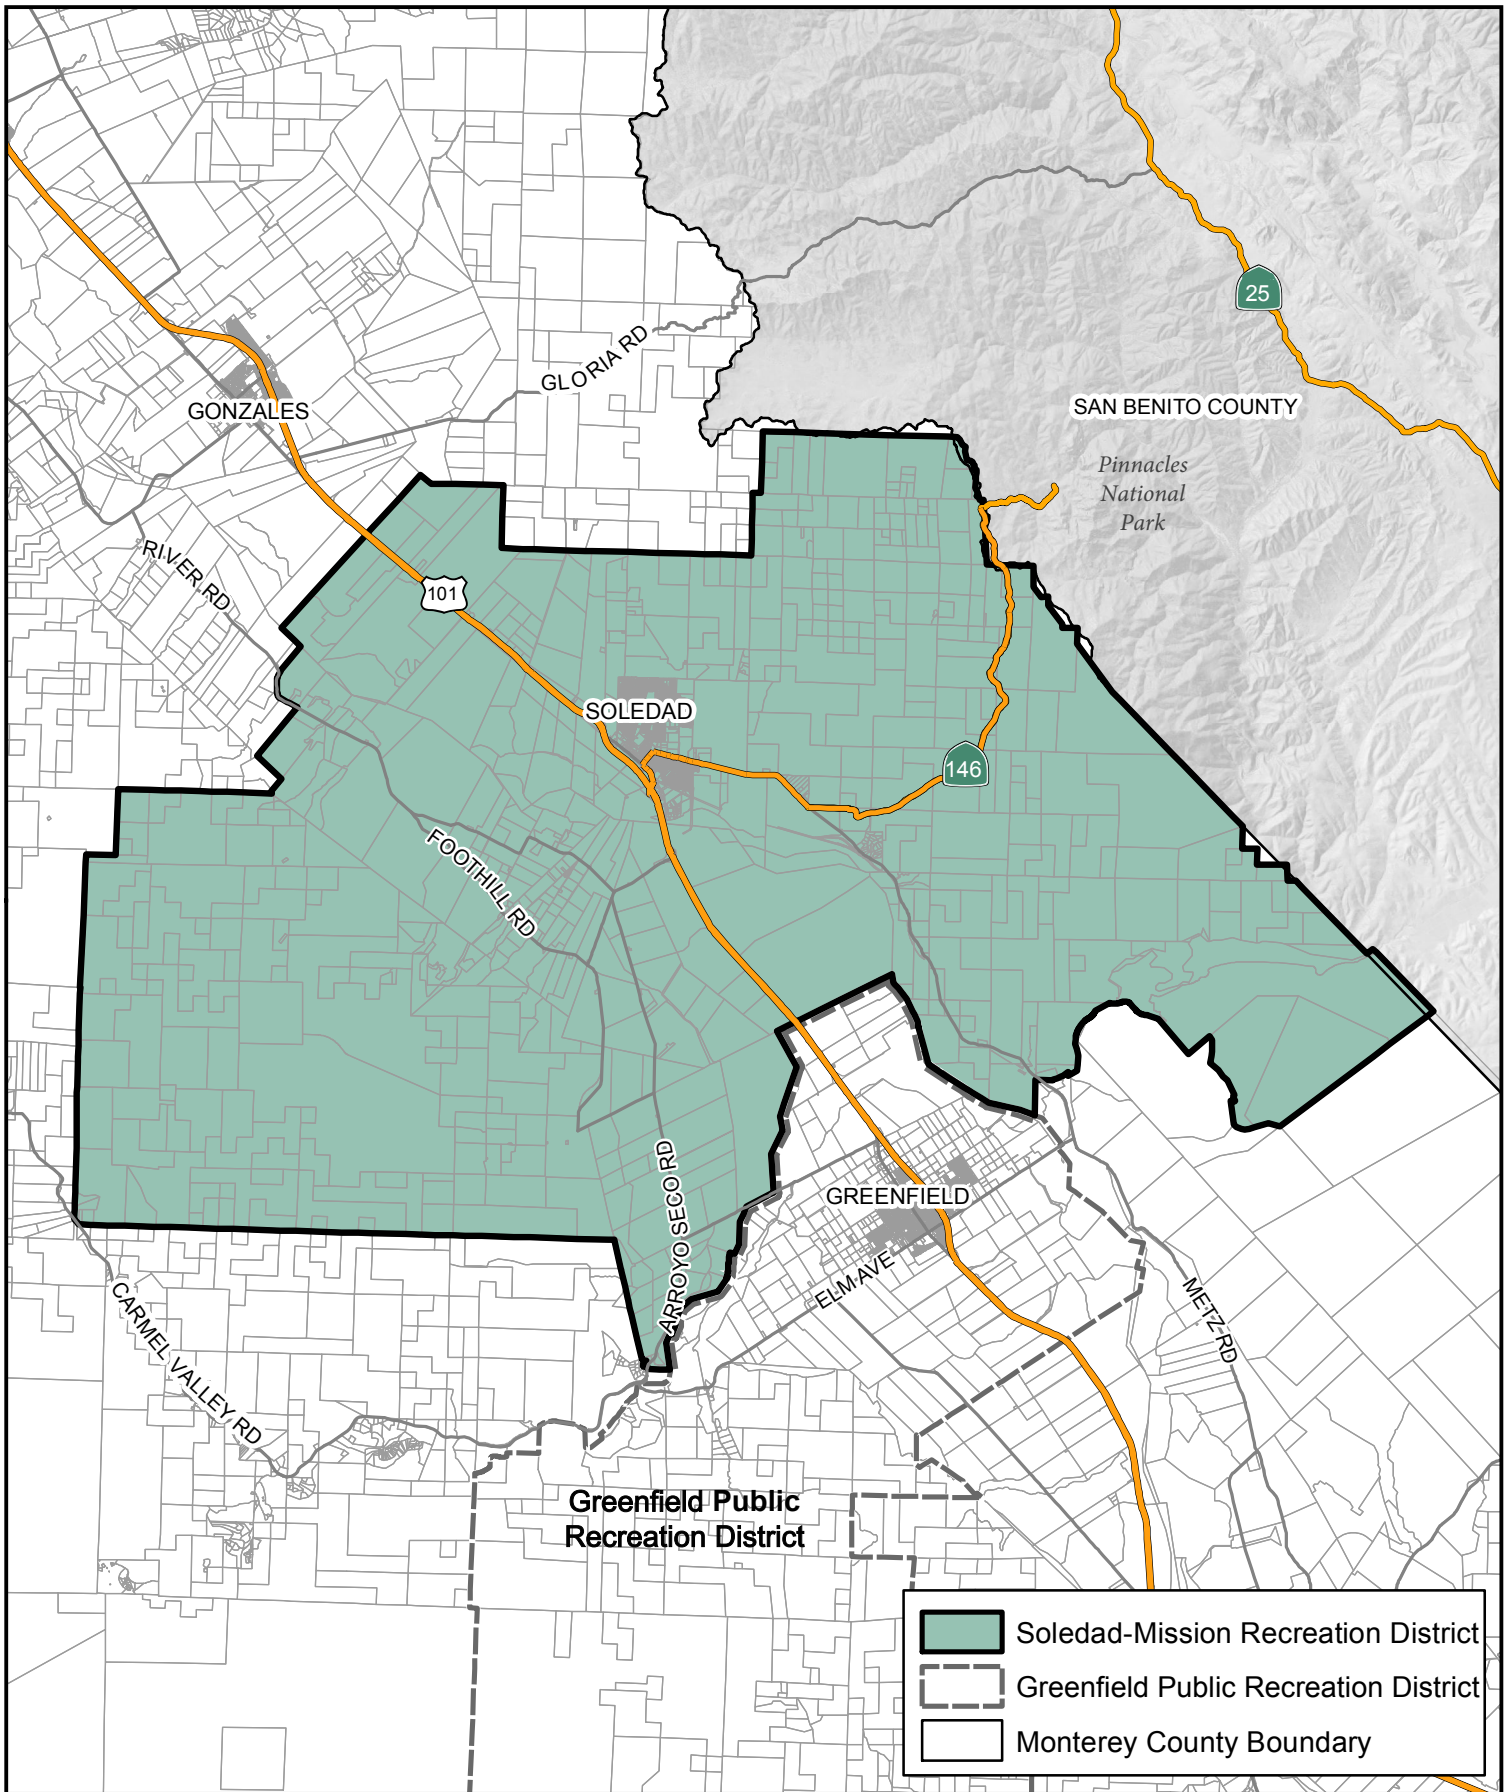 25
GLORIA RD
SAN BENITO COUNTY
GONZALES
Pinnacles
National
Park
RIVER RD
101
SOLEDAD
146
FOOTHILL RD
ARROYO SECO RD
GREENFIELD
ELM AVE
METZ RD
CARMEL VALLEY RD
Greenfield Public
Recreation District
Soledad-Mission Recreation District
Greenfield Public Recreation District
Monterey County Boundary